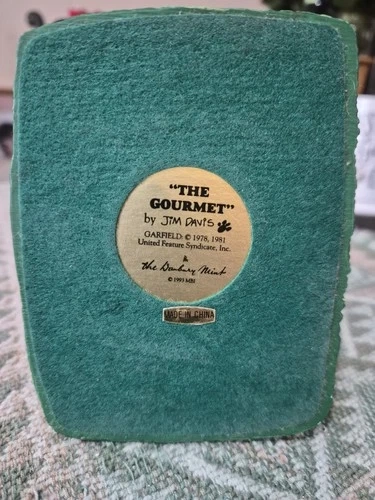 "THE
GOURMET"
by JIM DAVIS
GARFIELD: © 1978, 1981
United Feature Syndicate, Inc.
&
the Danbury Mint
© 1993 MBI
MADE IN CHINA